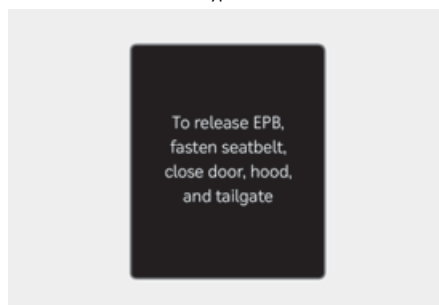 To release EPB,
fasten seatbelt,
close door, hood,
and tailgate